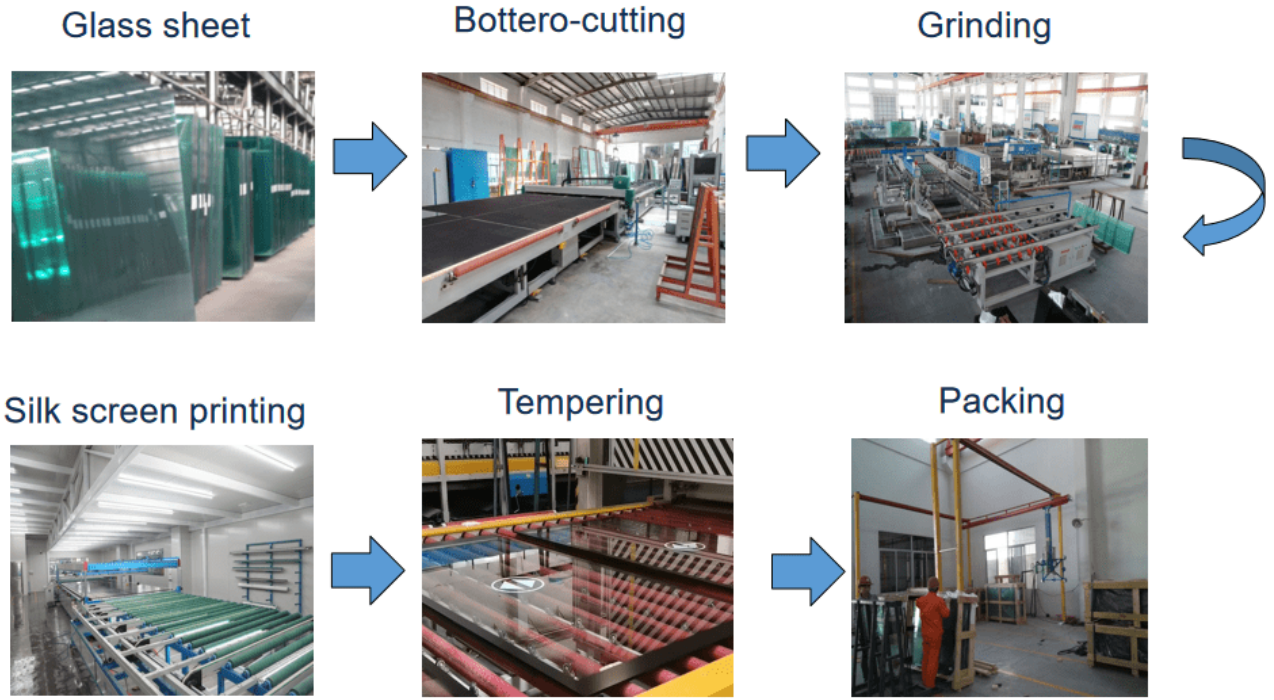 Glass sheet
Bottero-cutting
Grinding
Silk screen printing
Tempering
Packing